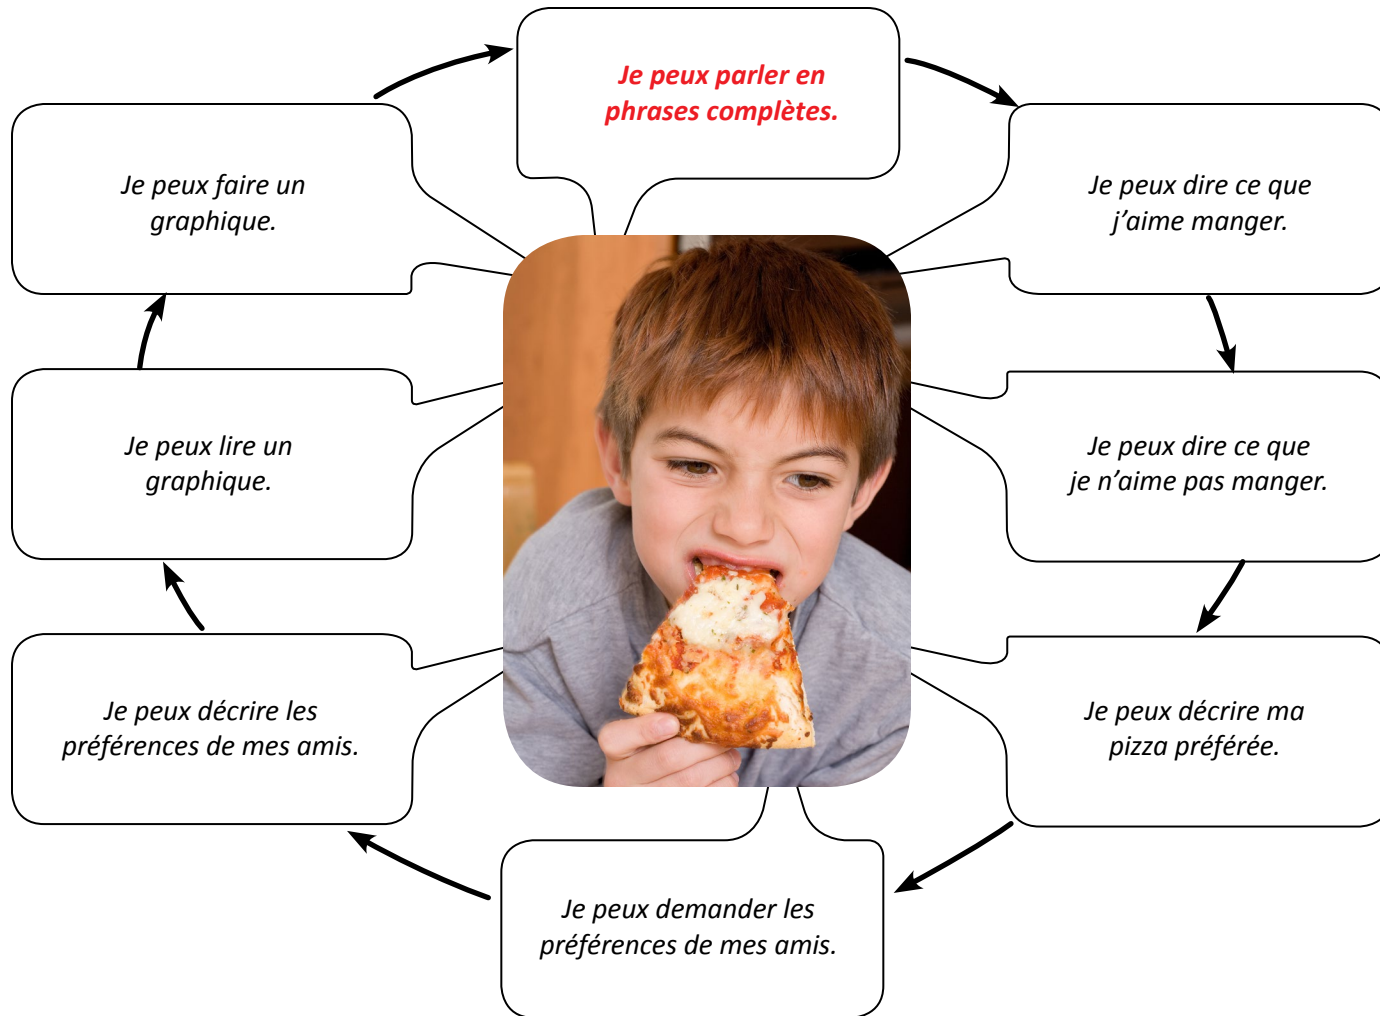 Je peux parler en
phrases complètes.
Je peux dire ce que
j’aime manger.
Je peux dire ce que
je n’aime pas manger.
Je peux décrire ma
pizza préférée.
Je peux demander les
préférences de mes amis.
Je peux décrire les
préférences de mes amis.
Je peux lire un
graphique.
Je peux faire un
graphique.